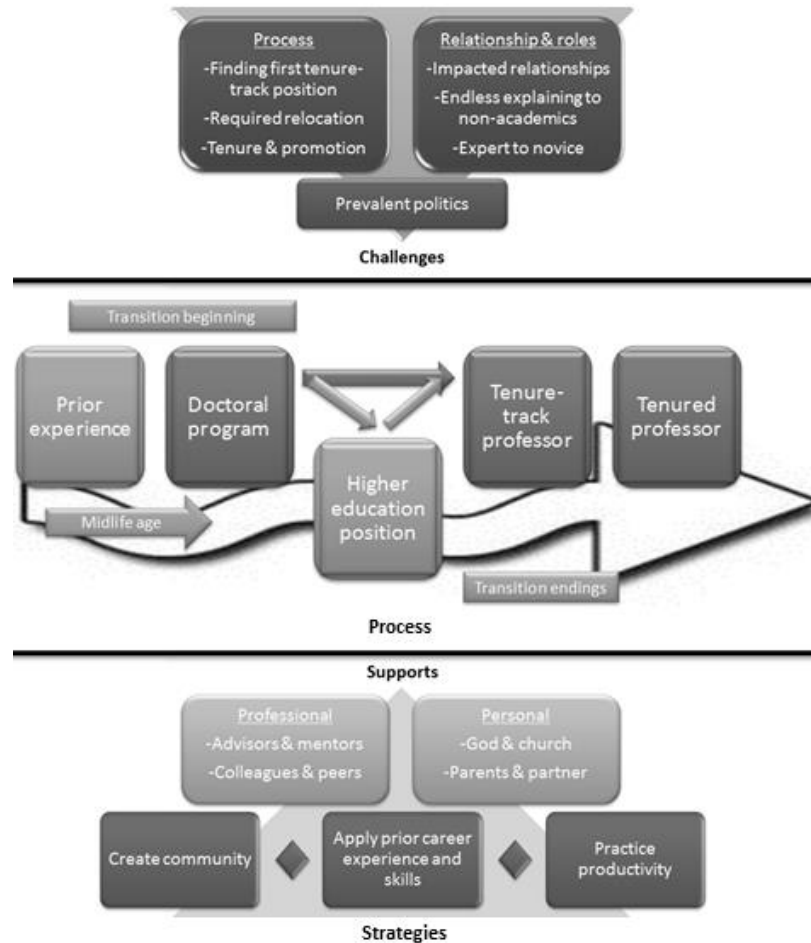 Process
-Finding first tenure-
track position
-Required relocation
-Tenure & promotion
Relationship & roles
-Impacted relationships
-Endless explaining to
non-academics
-Expert to novice
Prevalent politics
Challenges
Transition beginning
Prior
experience
Doctoral
program
Higher
education
position
Tenure-
track
professor
Tenured
professor
Midlife age
Transition endings
Process
Supports
Professional
-Advisors & mentors
-Colleagues & peers
Personal
-God & church
-Parents & partner
Create community
Apply prior career
experience and
skills
Practice
productivity
Strategies